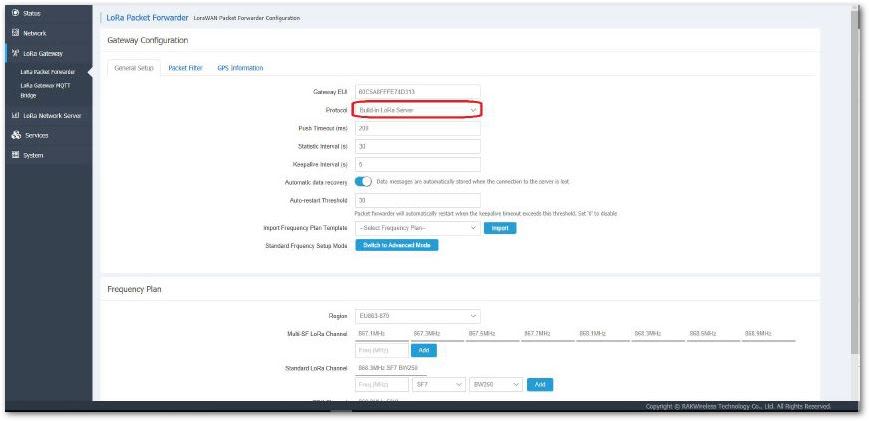 Status
Network
LoRa Gateway
LoRa Packet Forwarder
LoRa Gateway MQTT
Bridge
LoRa Network Server
Services
System
LoRa Packet Forwarder LoraWAN Packet Forwarder Configuration
Gateway Configuration
General Setup Packet Filter GPS Information
Gateway EUI 60C5A8FFFE74D313
Protocol Build-in LoRa Server
Push Timeout (ms) 200
Statistic Interval (s) 30
Keepalive Interval (s) 5
Automatic data recovery Data messages are automatically stored when the connection to the server is lost
Auto-restart Threshold 30
Packet forwarder will automatically restart when the keepalive timeout exceeds this threshold. Set '0' to disable
Import Frequency Plan Template --Select Frequency Plan-- Import
Standard Frquency Setup Mode Switch to Advanced Mode
Frequency Plan
Region EU863-870
Multi-SF LoRa Channel 867.1MHz 867.3MHz 867.5MHz 867.7MHz 868.1MHz 868.3MHz 868.5MHz 868.9MHz
Freq (MHz) Add
Standard LoRa Channel 868.3MHz SF7 BW250
Freq (MHz) SF7 BW250 Add
Copyright © RAKWireless Technology Co., Ltd. All Rights Reserved.